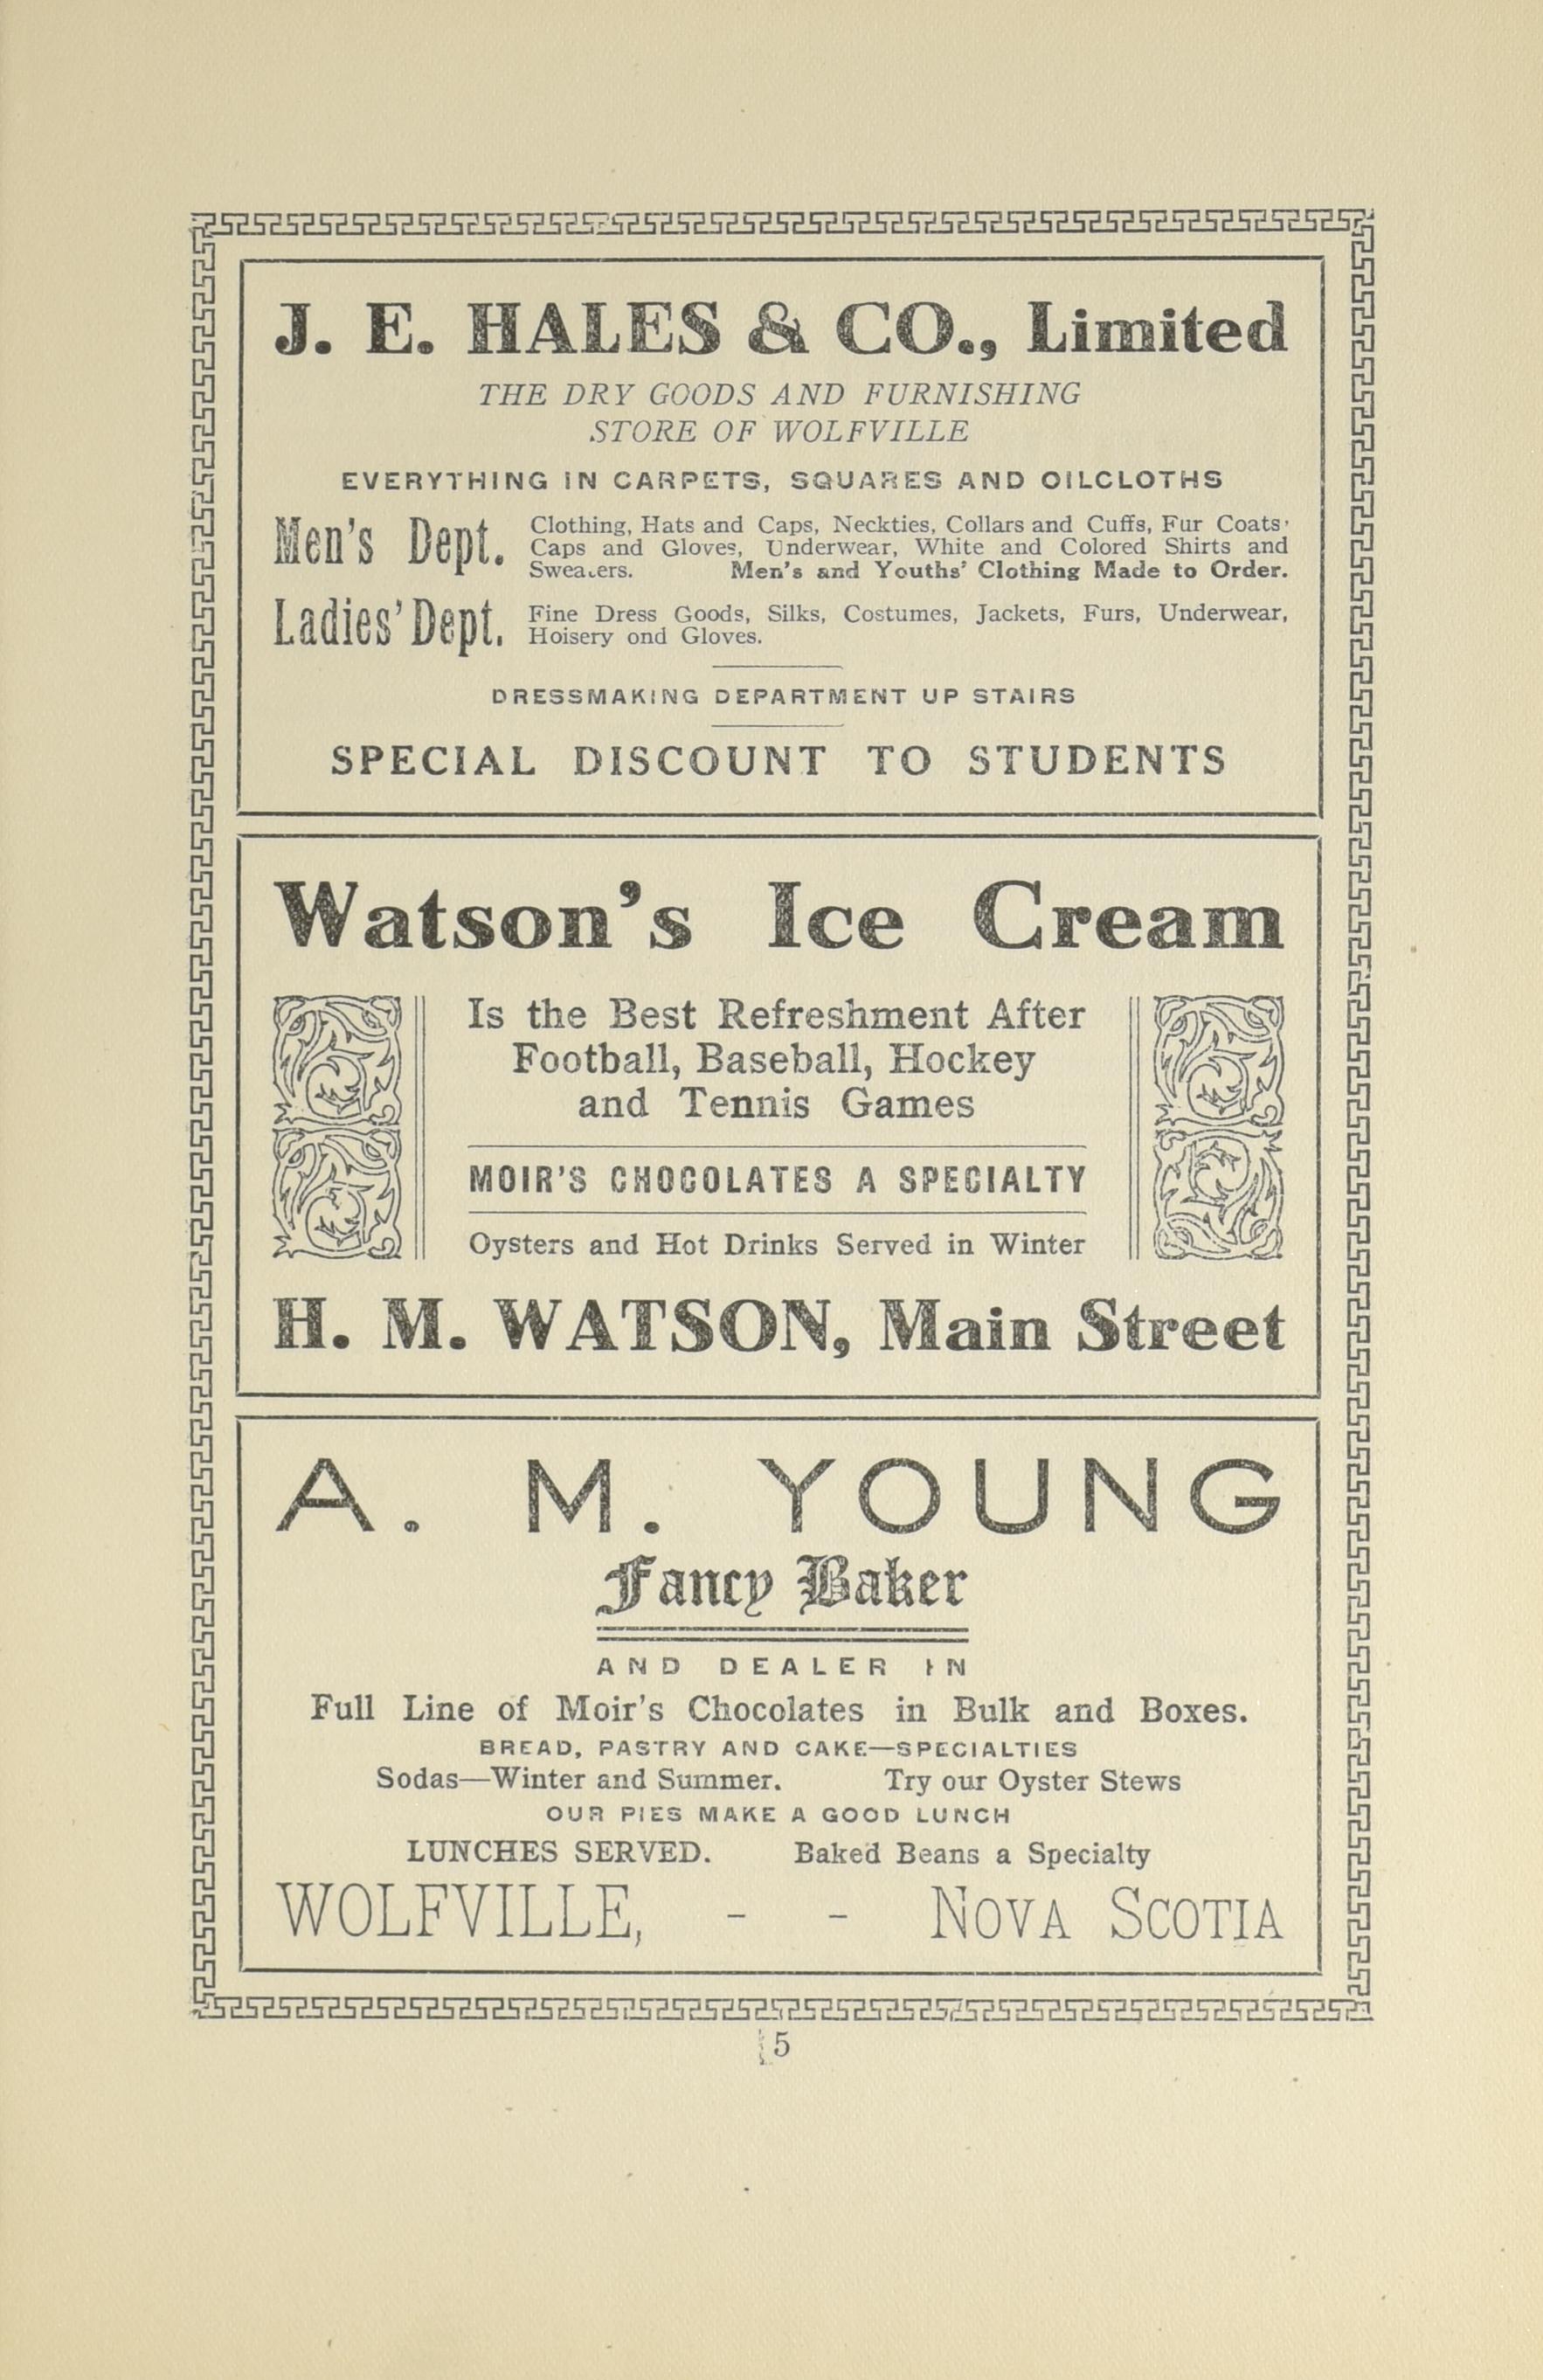 J. E. HALES & CO., Limited
THE DRY GOODS AND FURNISHING
STORE OF WOLFVILLE
EVERYTHING IN CARPETS, SQUARES AND OILCLOTHS
Men's Dept. Clothing, Hats and Caps, Neckties, Collars and Cuffs, Fur Coats,
Caps and Gloves, Underwear, White and Colored Shirts and
Sweaters. Men's and Youths' Clothing Made to Order.
Ladies' Dept. Fine Dress Goods, Silks, Costumes, Jackets, Furs, Underwear,
Hoisery ond Gloves.
DRESSMAKING DEPARTMENT UP STAIRS
SPECIAL DISCOUNT TO STUDENTS
Watson's Ice Cream
Is the Best Refreshment After
Football, Baseball, Hockey
and Tennis Games
MOIR'S CHOCOLATES A SPECIALTY
Oysters and Hot Drinks Served in Winter
H. M. WATSON, Main Street
A. M. YOUNG
Fancy Baker
AND DEALER IN
Full Line of Moir's Chocolates in Bulk and Boxes.
BREAD, PASTRY AND CAKE—SPECIALTIES
Sodas—Winter and Summer. Try our Oyster Stews
OUR PIES MAKE A GOOD LUNCH
LUNCHES SERVED. Baked Beans a Specialty
WOLFVILLE, - - NOVA SCOTIA
5